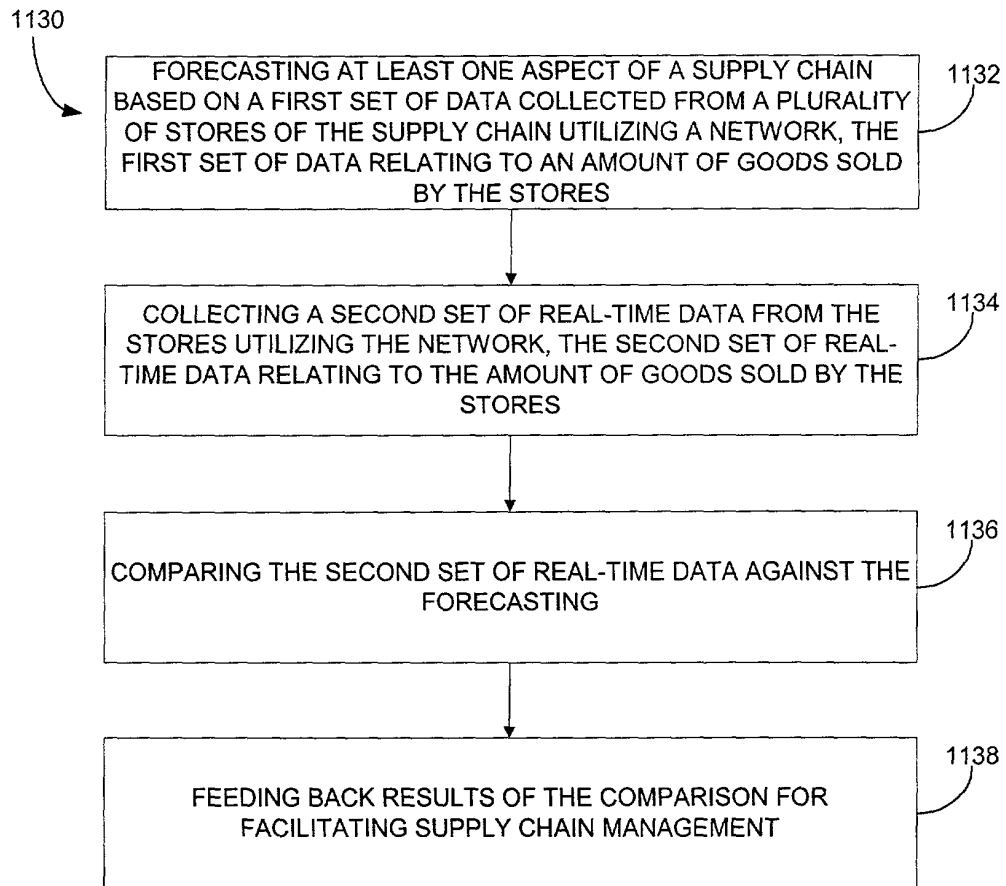 1130
FORECASTING AT LEAST ONE ASPECT OF A SUPPLY CHAIN
BASED ON A FIRST SET OF DATA COLLECTED FROM A PLURALITY
OF STORES OF THE SUPPLY CHAIN UTILIZING A NETWORK, THE
FIRST SET OF DATA RELATING TO AN AMOUNT OF GOODS SOLD
BY THE STORES
1132
COLLECTING A SECOND SET OF REAL-TIME DATA FROM THE
STORES UTILIZING THE NETWORK, THE SECOND SET OF REAL-
TIME DATA RELATING TO THE AMOUNT OF GOODS SOLD BY THE
STORES
1134
COMPARING THE SECOND SET OF REAL-TIME DATA AGAINST THE
FORECASTING
1136
FEEDING BACK RESULTS OF THE COMPARISON FOR
FACILITATING SUPPLY CHAIN MANAGEMENT
1138